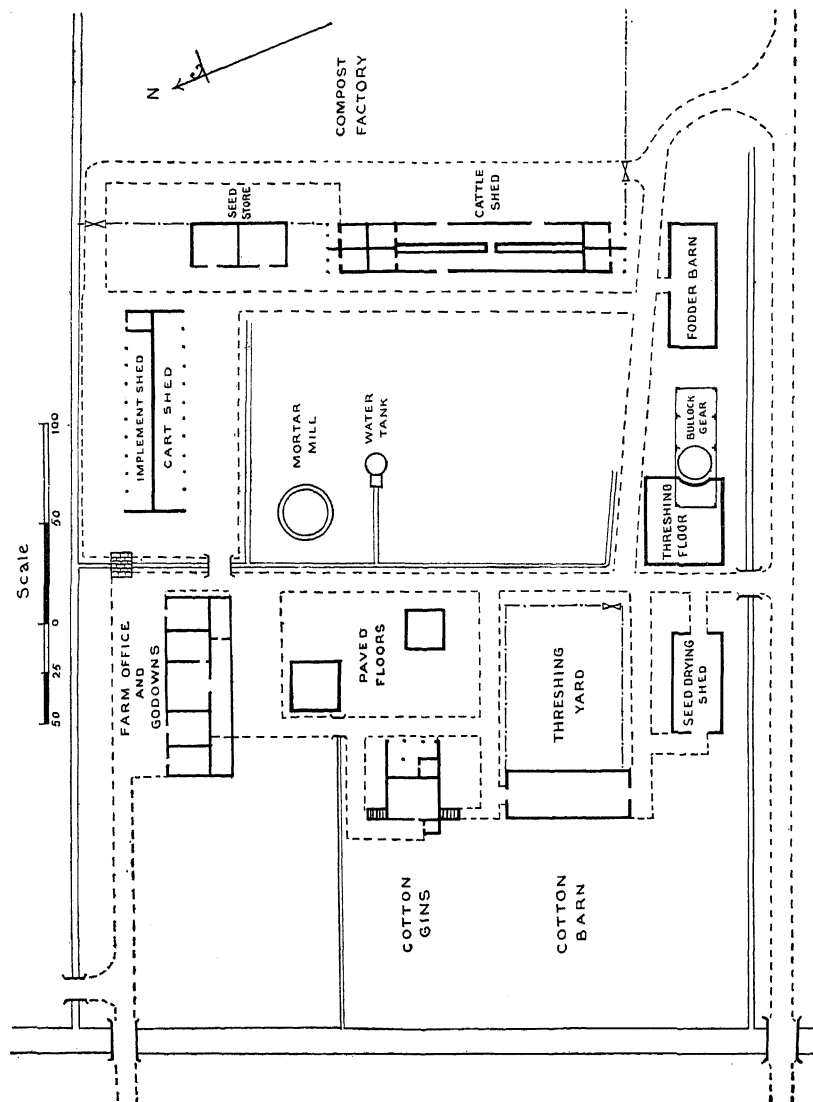 N
COMPOST
FACTORY
SEED
STORE
CATTLE
SHED
FODDER BARN
IMPLEMENT SHED
CART SHED
MORTAR
MILL
WATER
TANK
BULLOCK
GEAR
THRESHING
FLOOR
Scale
50 25 0 50 100
FARM OFFICE
AND
GODOWNS
PAVED
FLOORS
THRESHING
YARD
SEED DRYING
SHED
COTTON
GINS
COTTON
BARN